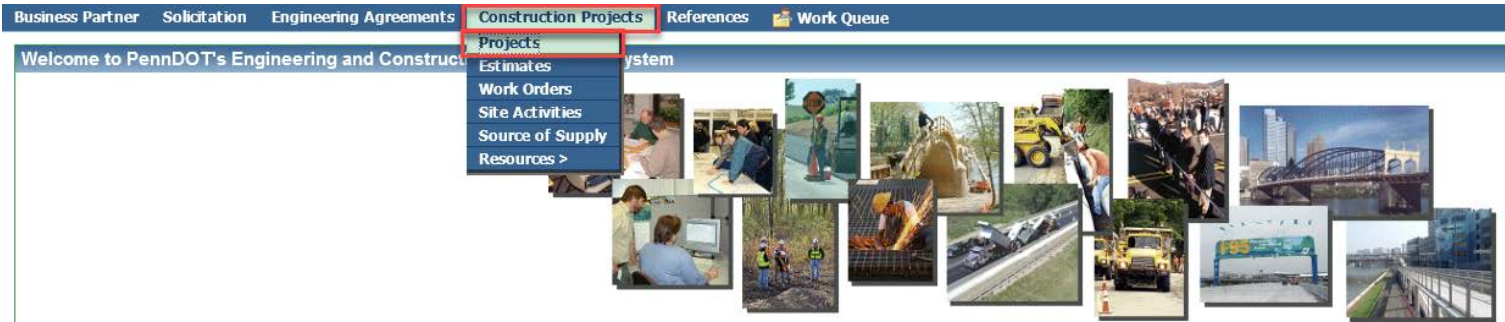 Business Partner Solicitation Engineering Agreements Construction Projects References Work Queue
Projects
Welcome to PennDOT's Engineering and Construct ystem
Estimates
Work Orders
Site Activities
Source of Supply
Resources >
I-95